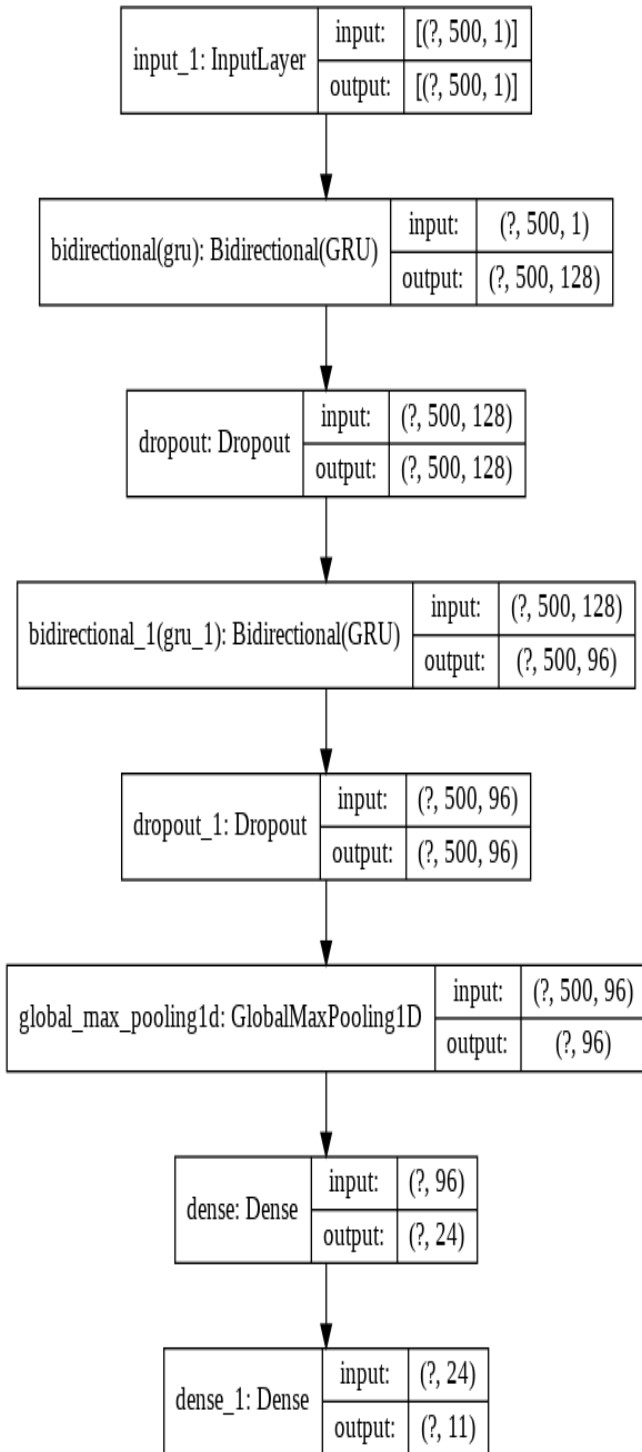 input_1: InputLayer
input: [(?, 500, 1)]
output: [(?, 500, 1)]
bidirectional(gru): Bidirectional(GRU)
input: (?, 500, 1)
output: (?, 500, 128)
dropout: Dropout
input: (?, 500, 128)
output: (?, 500, 128)
bidirectional_1(gru_1): Bidirectional(GRU)
input: (?, 500, 128)
output: (?, 500, 96)
dropout_1: Dropout
input: (?, 500, 96)
output: (?, 500, 96)
global_max_pooling1d: GlobalMaxPooling1D
input: (?, 500, 96)
output: (?, 96)
dense: Dense
input: (?, 96)
output: (?, 24)
dense_1: Dense
input: (?, 24)
output: (?, 11)